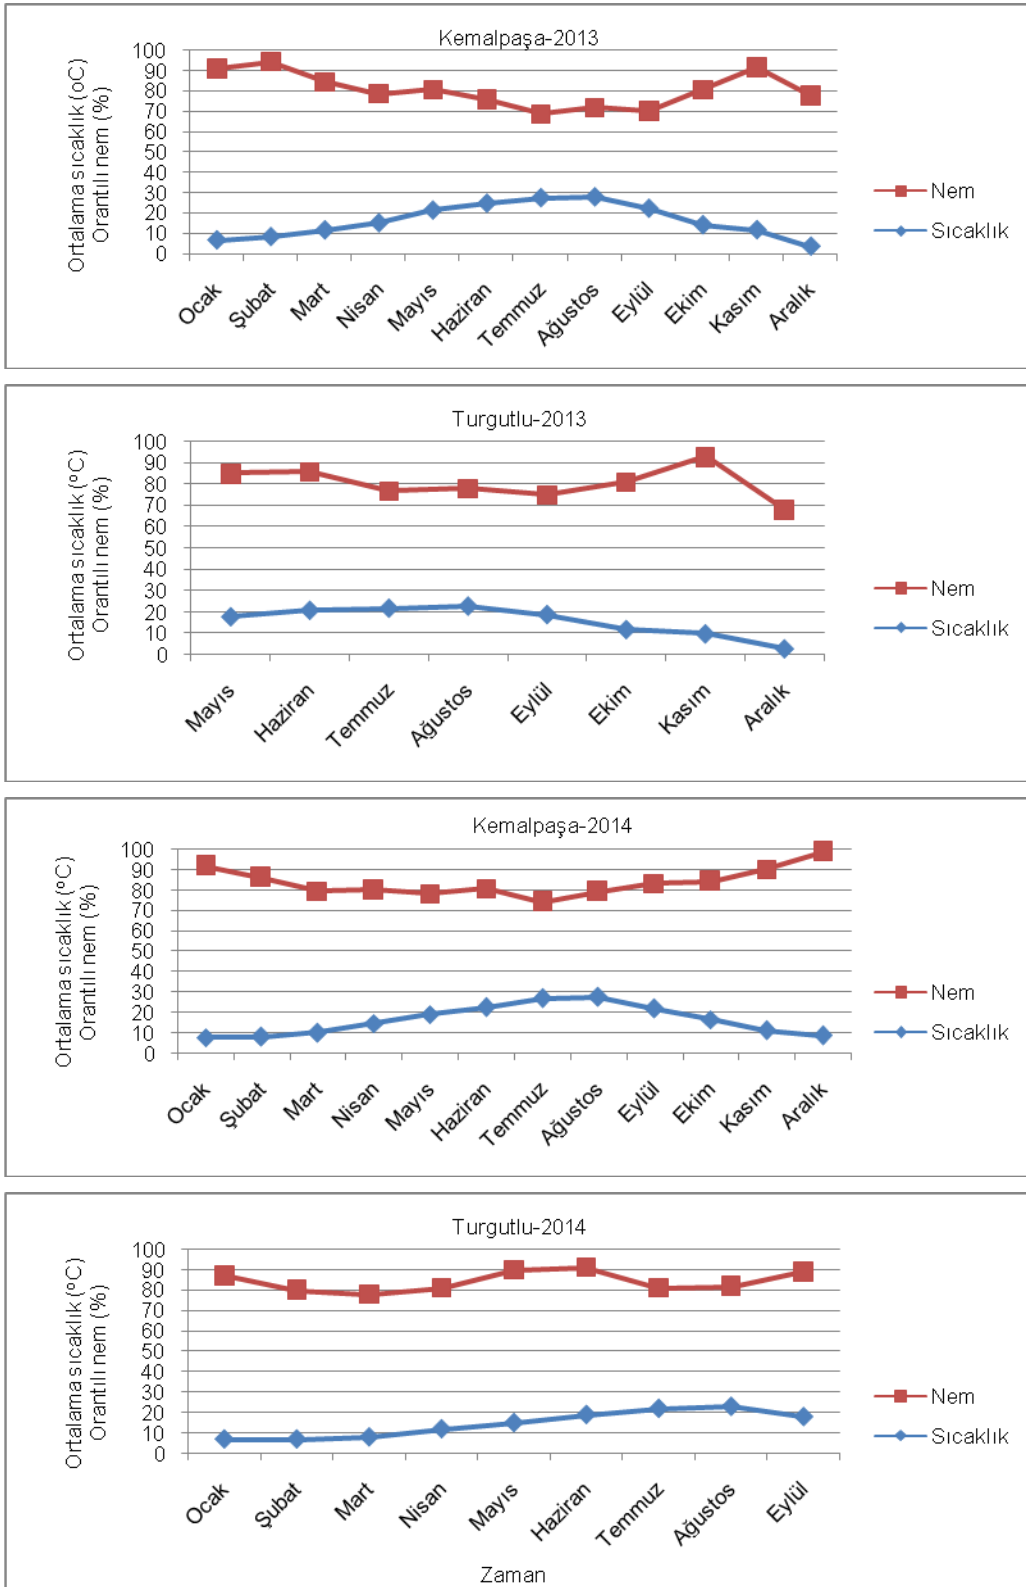 Kemalpaşa-2013
Ortalama sıcaklık (oC)
Orantılı nem (%)
100
90
80
70
60
50
40
30
20
10
0
Ocak
Şubat
Mart
Nisan
Mayıs
Haziran
Temmuz
Ağustos
Eylül
Ekim
Kasım
Aralık
Nem
Sıcaklık
Turgutlu-2013
Ortalama sıcaklık (ºC)
Orantılı nem (%)
100
90
80
70
60
50
40
30
20
10
0
Mayıs
Haziran
Temmuz
Ağustos
Eylül
Ekim
Kasım
Aralık
Nem
Sıcaklık
Kemalpaşa-2014
Ortalama sıcaklık (ºC)
Orantılı nem (%)
100
90
80
70
60
50
40
30
20
10
0
Ocak
Şubat
Mart
Nisan
Mayıs
Haziran
Temmuz
Ağustos
Eylül
Ekim
Kasım
Aralık
Nem
Sıcaklık
Turgutlu-2014
Ortalama sıcaklık (ºC)
Orantılı nem (%)
100
90
80
70
60
50
40
30
20
10
0
Ocak
Şubat
Mart
Nisan
Mayıs
Haziran
Temmuz
Ağustos
Eylül
Nem
Sıcaklık
Zaman